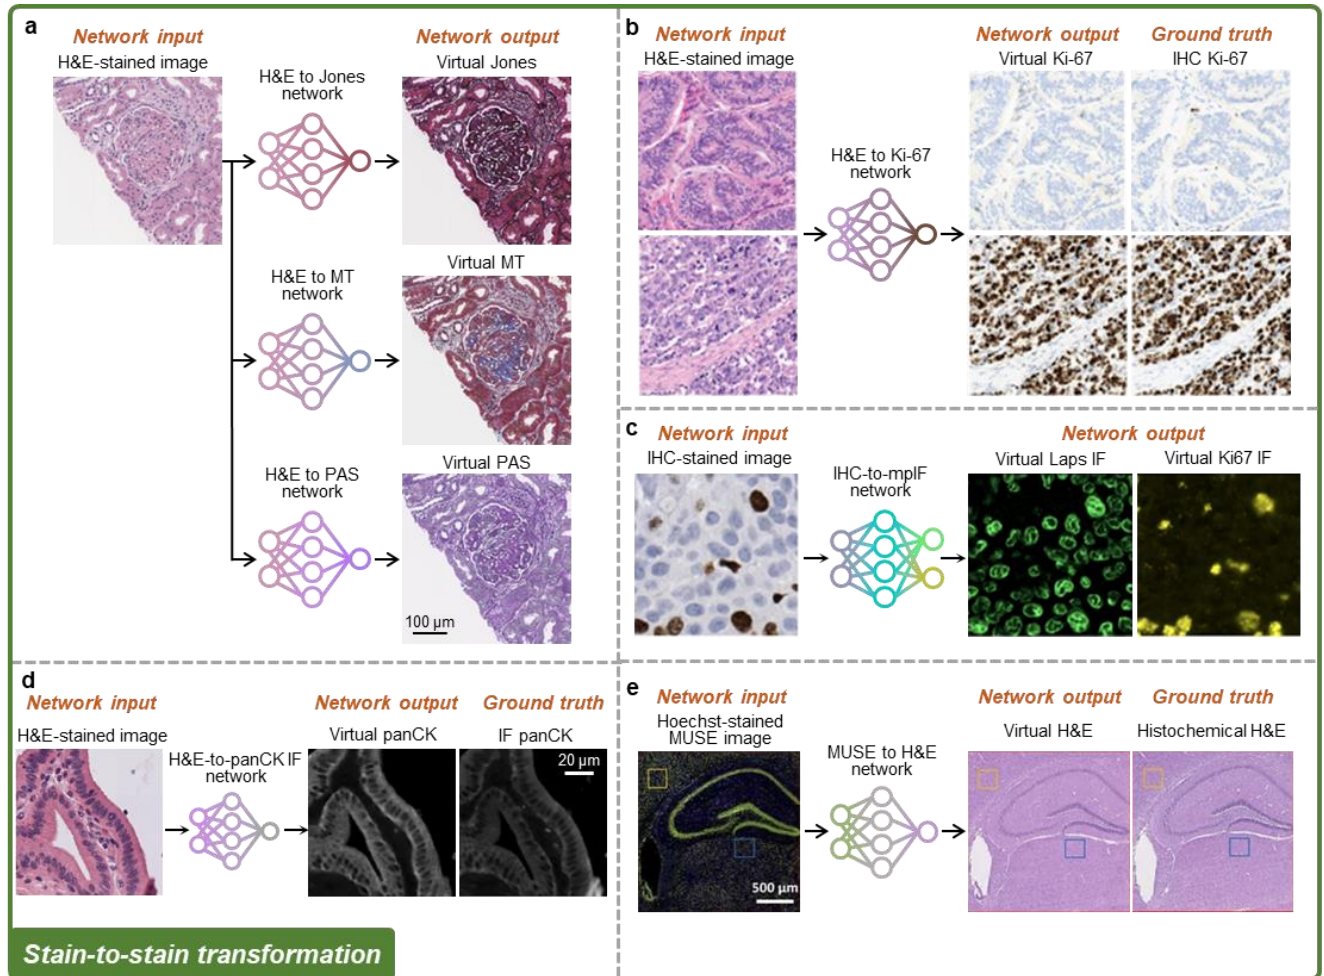 a
Network input
H&E-stained image
H&E to Jones
network
Network output
Virtual Jones
H&E to MT
network
Virtual MT
H&E to PAS
network
Virtual PAS
100 µm
b
Network input
H&E-stained image
H&E to Ki-67
network
Network output
Virtual Ki-67
Ground truth
IHC Ki-67
c
Network input
IHC-stained image
IHC-to-mpIF
network
Network output
Virtual Laps IF
Virtual Ki67 IF
d
Network input
H&E-stained image
H&E-to-panCK IF
network
Network output
Virtual panCK
Ground truth
IF panCK
20 µm
e
Network input
Hoechst-stained
MUSE image
500 µm
MUSE to H&E
network
Network output
Virtual H&E
Ground truth
Histochemical H&E
Stain-to-stain transformation